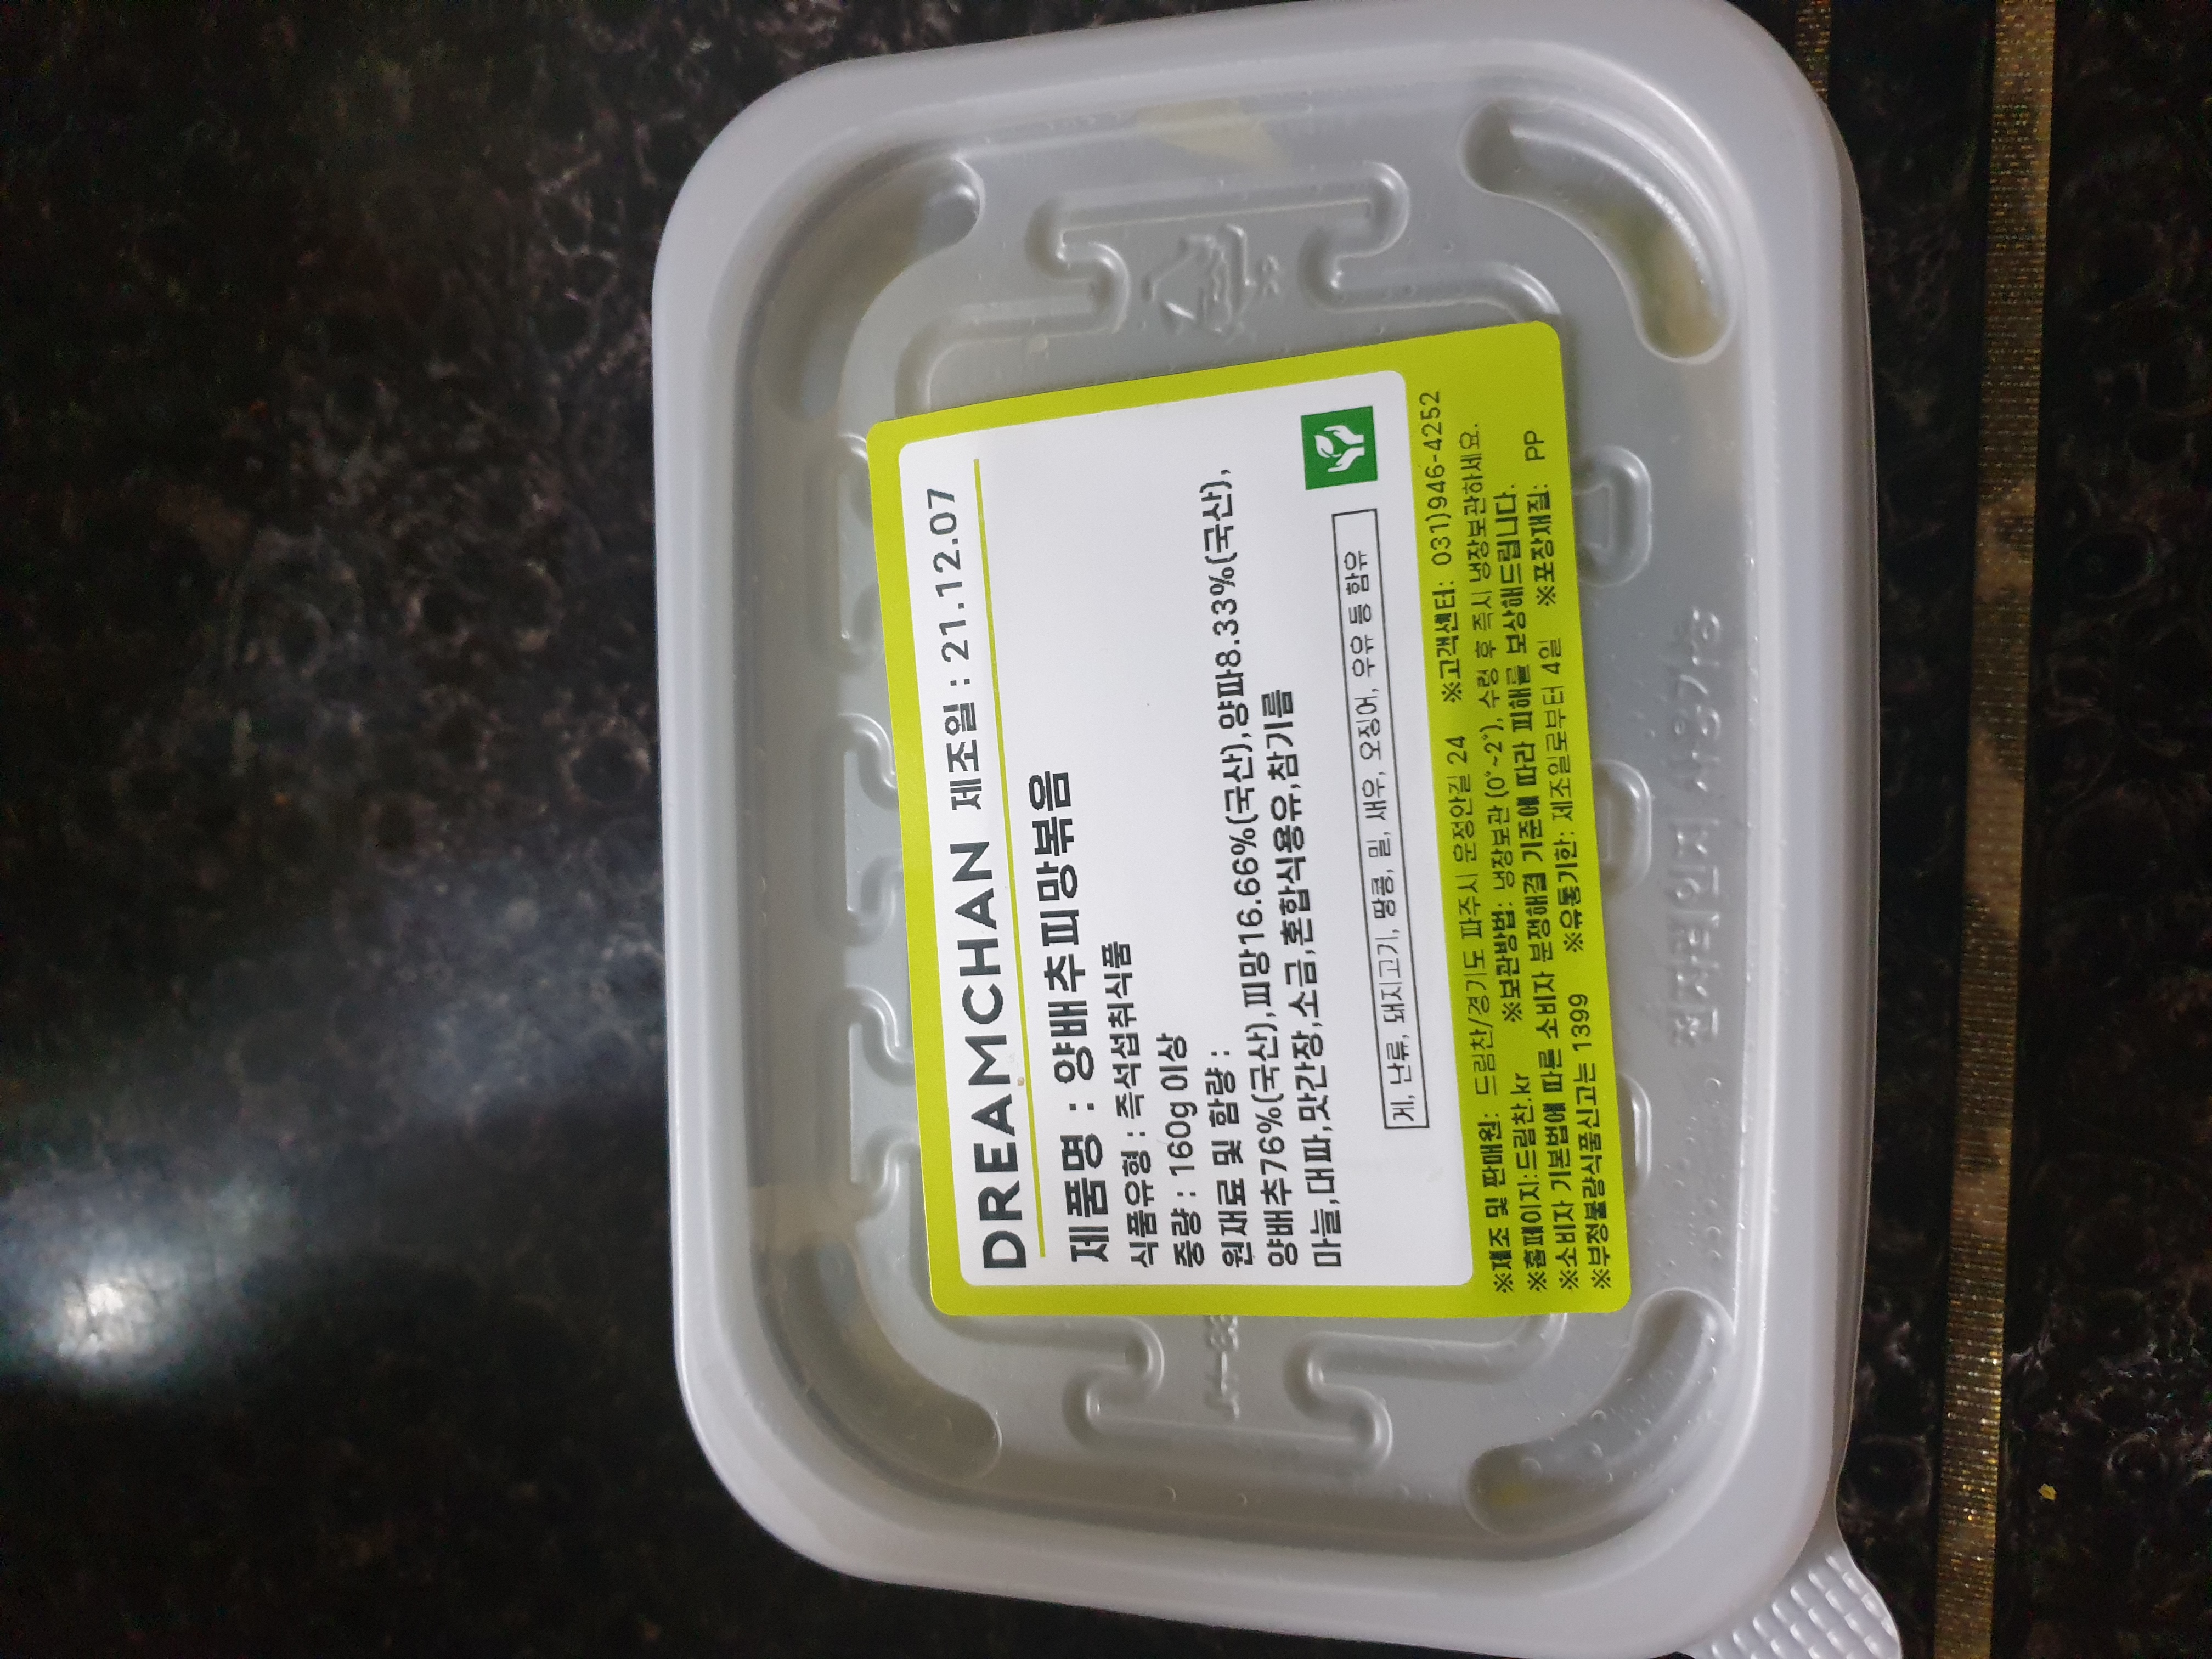 DREAMCHAN 제조일 : 21.12.07
제품명 : 양배추피망볶음
식품유형 : 즉석섭취식품
중량 : 160g 이상
원재료 및 함량 :
양배추76%(국산),피망16.66%(국산),양파8.33%(국산),
마늘,대파,맛간장,소금,혼합식용유,참기름
게, 난류, 돼지고기, 땅콩, 밀, 새우, 오징어, 우유 등 함유
※제조 및 판매원: 드림찬/경기도 파주시 운정안길 24 ※고객센터: 031)946-4252
※홈페이지:드림찬.kr ※보관방법: 냉장보관 (0°~2°), 수령 후 즉시 냉장보관하세요.
※소비자 기본법에 따른 소비자 분쟁해결 기준에 따라 피해를 보상해드립니다.
※부정불량식품신고는 1399 ※유통기한: 제조일로부터 4일 ※포장재질: PP
전자레인지 사용가능